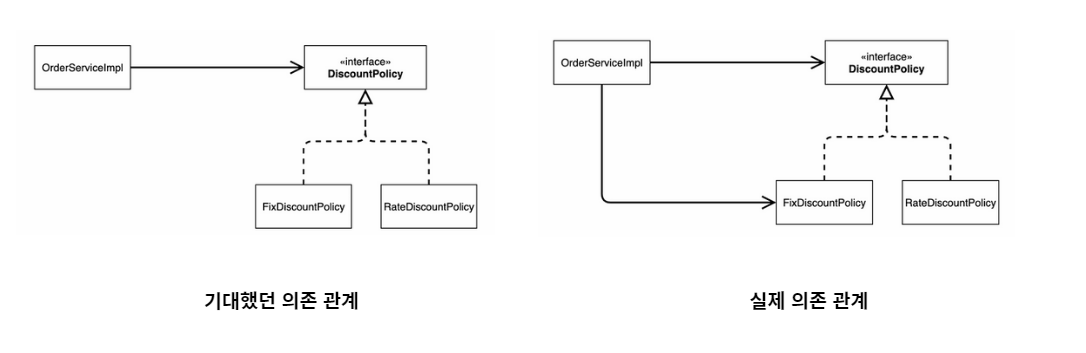 OrderServiceImpl
«interface»
DiscountPolicy
FixDiscountPolicy
RateDiscountPolicy
기대했던 의존 관계
OrderServiceImpl
«interface»
DiscountPolicy
FixDiscountPolicy
RateDiscountPolicy
실제 의존 관계